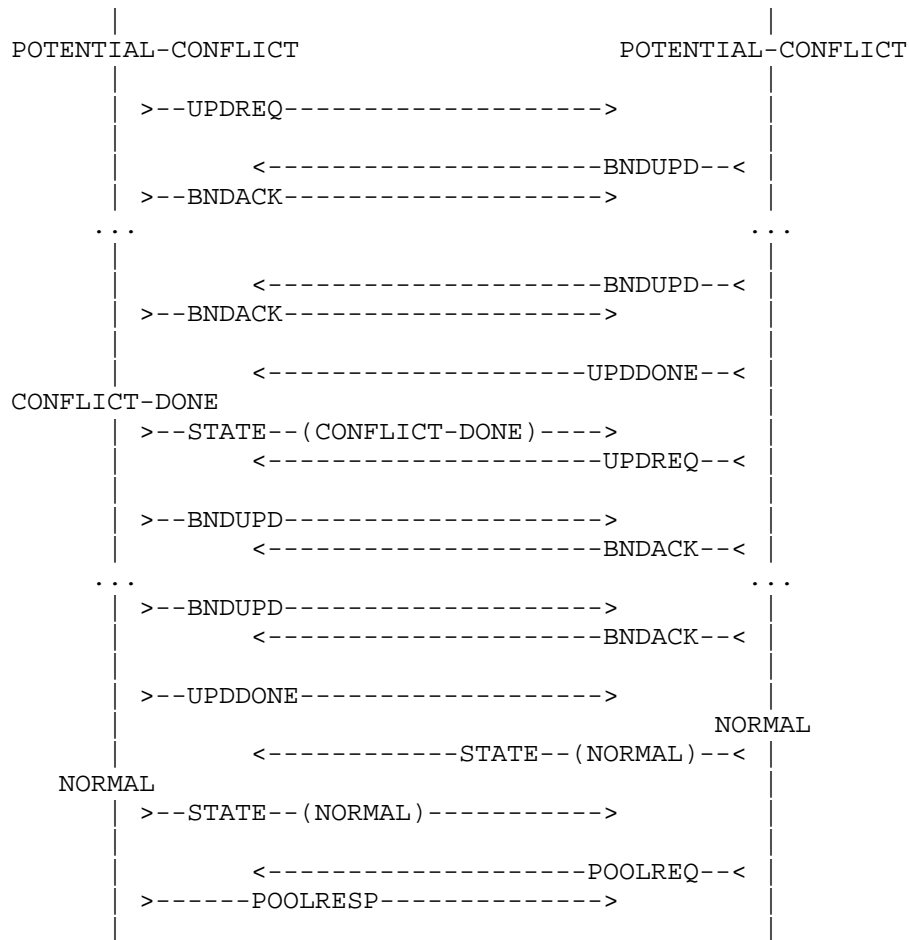 POTENTIAL-CONFLICT                    POTENTIAL-CONFLICT
>--UPDREQ-------------------->
<---------------------BNDUPD--<
>--BNDACK-------------------->
...                                        ...
<---------------------BNDUPD--<
>--BNDACK-------------------->
<--------------------UPDDONE--<
CONFLICT-DONE
>--STATE--(CONFLICT-DONE)---->
<---------------------UPDREQ--<
>--BNDUPD-------------------->
<---------------------BNDACK--<
...                                        ...
>--BNDUPD-------------------->
<---------------------BNDACK--<
>--UPDDONE------------------->
NORMAL
<------------STATE--(NORMAL)--<
NORMAL
>--STATE--(NORMAL)----------->
<--------------------POOLREQ--<
>------POOLRESP-------------->